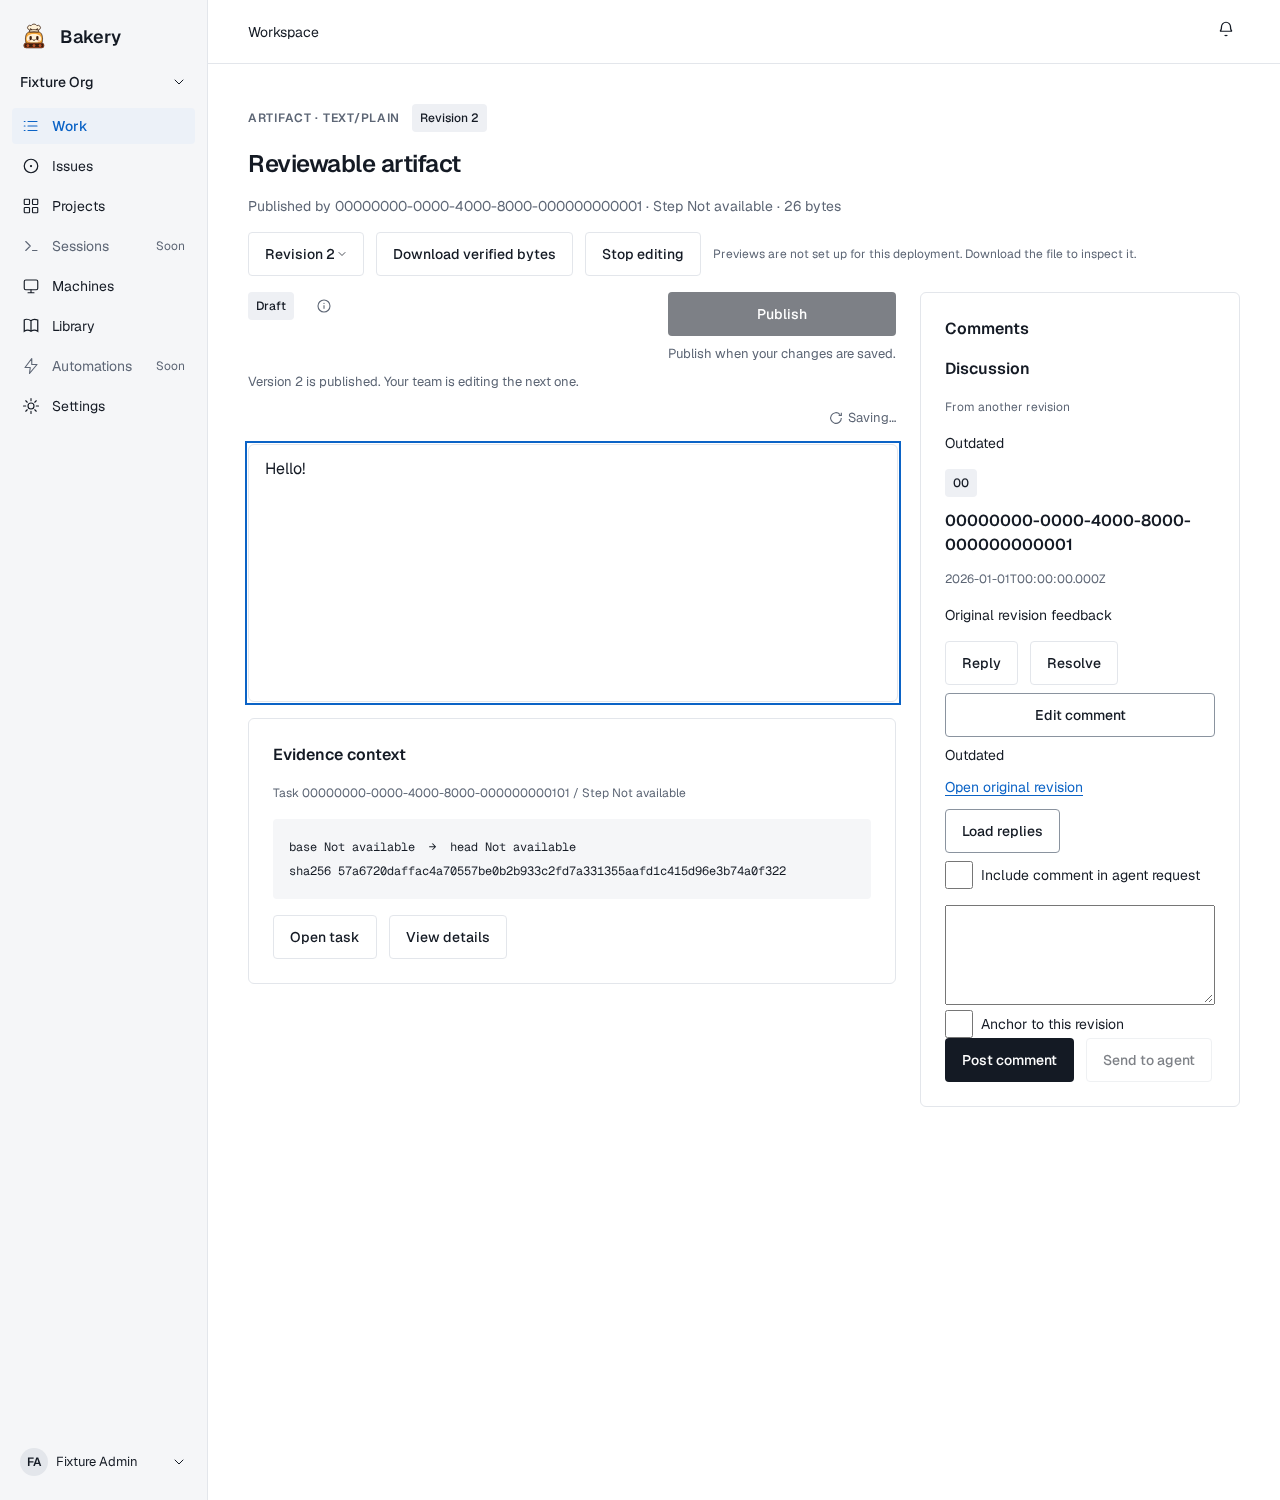 Bakery
Fixture Org
Work
Issues
Projects
Sessions Soon
Machines
Library
Automations Soon
Settings
FA Fixture Admin
Workspace
ARTIFACT · TEXT/PLAIN Revision 2
Reviewable artifact
Published by 00000000-0000-4000-8000-000000000001 · Step Not available · 26 bytes
Revision 2 Download verified bytes Stop editing Previews are not set up for this deployment. Download the file to inspect it.
Draft Publish
Publish when your changes are saved.
Version 2 is published. Your team is editing the next one.
Saving…
Hello!
Evidence context
Task 00000000-0000-4000-8000-000000000101 / Step Not available
base Not available → head Not available
sha256 57a6720daffac4a70557be0b2b933c2fd7a331355aafd1c415d96e3b74a0f322
Open task View details
Comments
Discussion
From another revision
Outdated
00
00000000-0000-4000-8000-
000000000001
2026-01-01T00:00:00.000Z
Original revision feedback
Reply Resolve
Edit comment
Outdated
Open original revision
Load replies
Include comment in agent request
Anchor to this revision
Post comment Send to agent